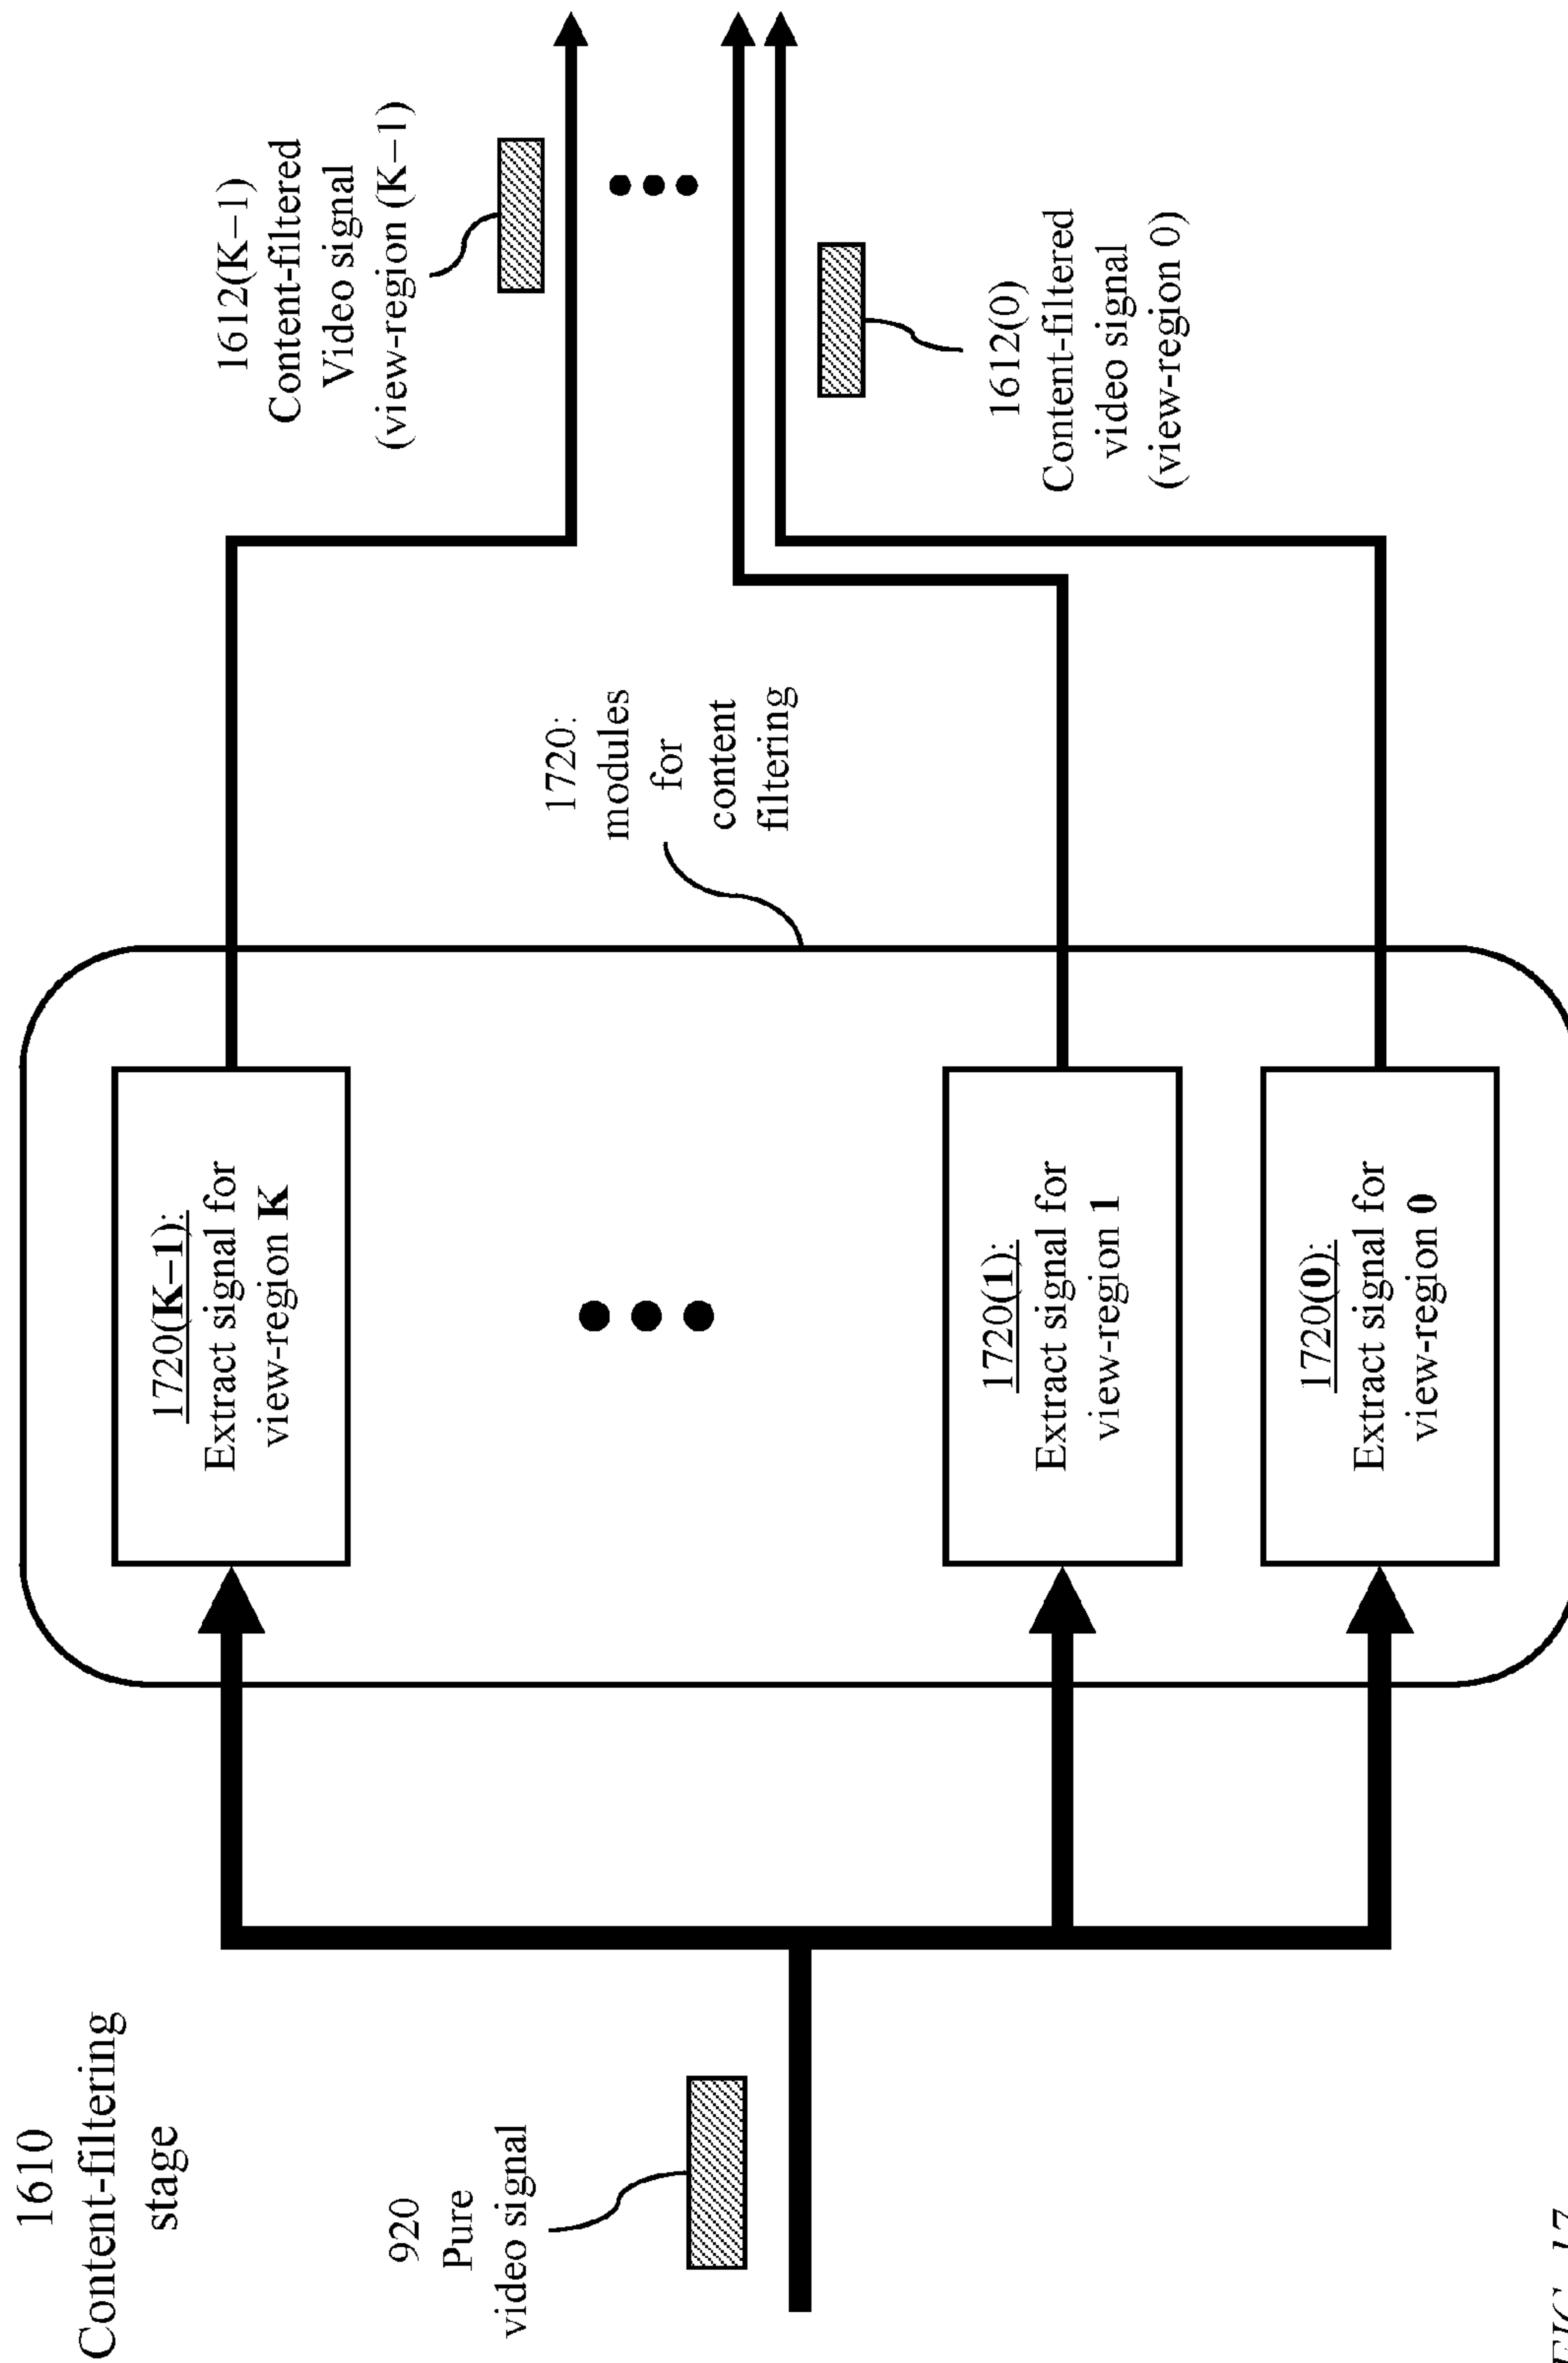 1610
Content-filtering
stage
920
Pure
video signal
1720(K−1):
Extract signal for
view-region K
1720(1):
Extract signal for
view-region 1
1720(0):
Extract signal for
view-region 0
1720:
modules
for
content
filtering
1612(K−1)
Content-filtered
Video signal
(view-region (K−1)
1612(0)
Content-filtered
video signal
(view-region 0)
FIG. 17